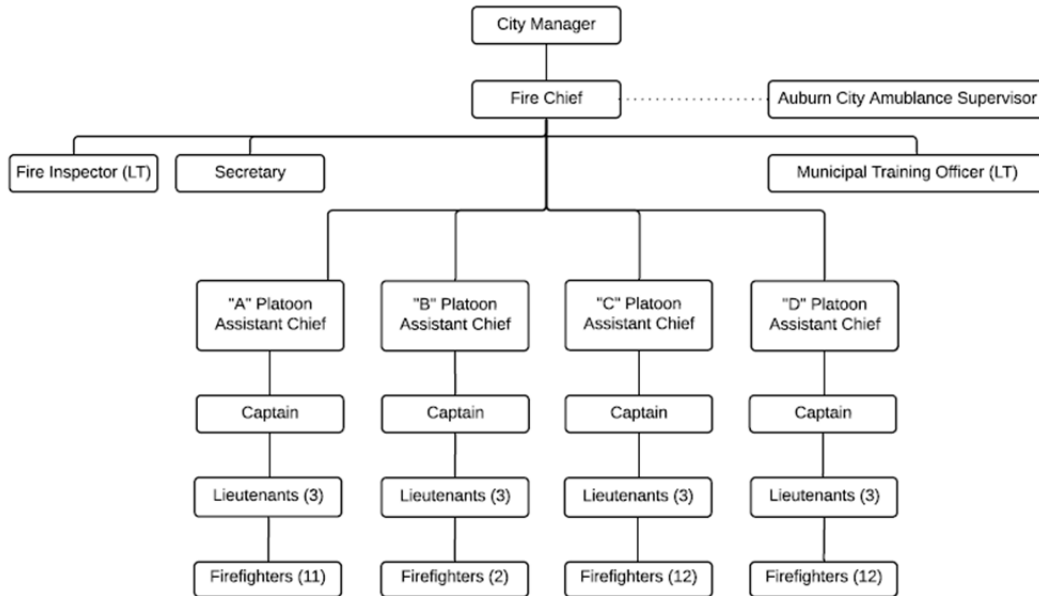 City Manager
Fire Chief
Auburn City Amublance Supervisor
Fire Inspector (LT)
Secretary
Municipal Training Officer (LT)
"A" Platoon
Assistant Chief
"B" Platoon
Assistant Chief
"C" Platoon
Assistant Chief
"D" Platoon
Assistant Chief
Captain
Captain
Captain
Captain
Lieutenants (3)
Lieutenants (3)
Lieutenants (3)
Lieutenants (3)
Firefighters (11)
Firefighters (2)
Firefighters (12)
Firefighters (12)